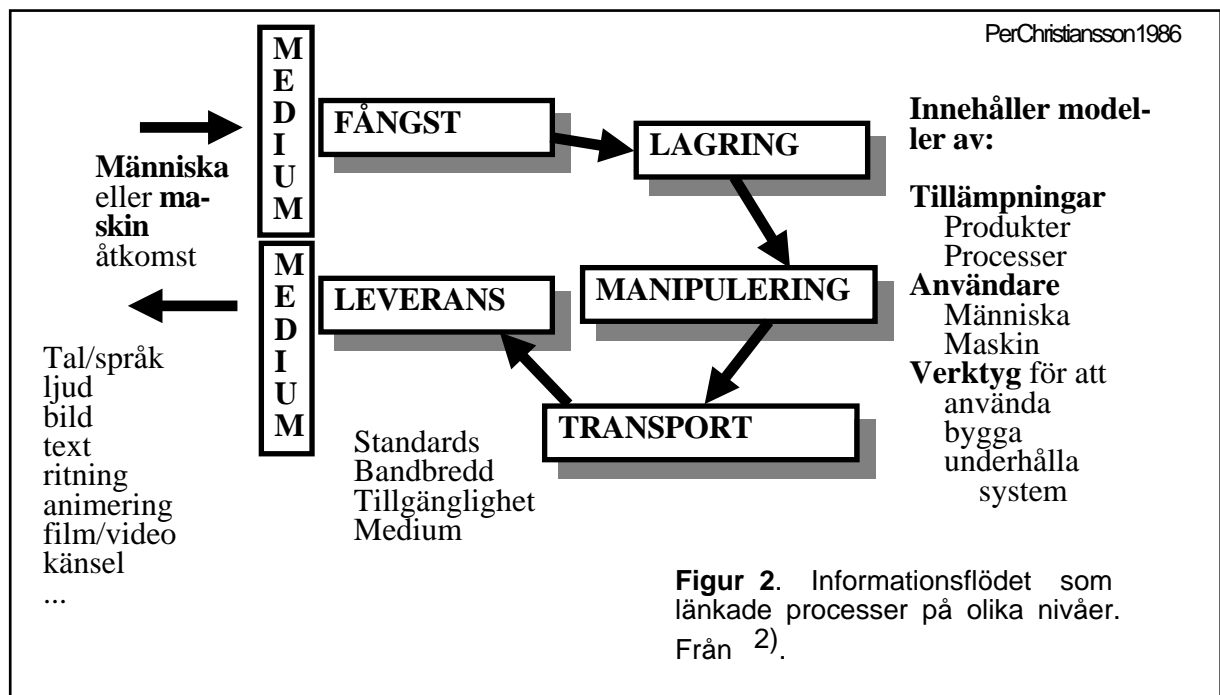 PerChristiansson1986
MEDIUM
FÅNGST
LAGRING
MANIPULERING
TRANSPORT
LEVERANS
MEDIUM
Människa
eller ma-
skin
åtkomst
Tal/språk
ljud
bild
text
ritning
animering
film/video
känsel
...
Standards
Bandbredd
Tillgänglighet
Medium
Innehåller model-
ler av:
Tillämpningar
Produkter
Processer
Användare
Människa
Maskin
Verktyg för att
använda
bygga
underhålla
system
Figur 2. Informationsflödet som
länkade processer på olika nivåer.
Från 2).